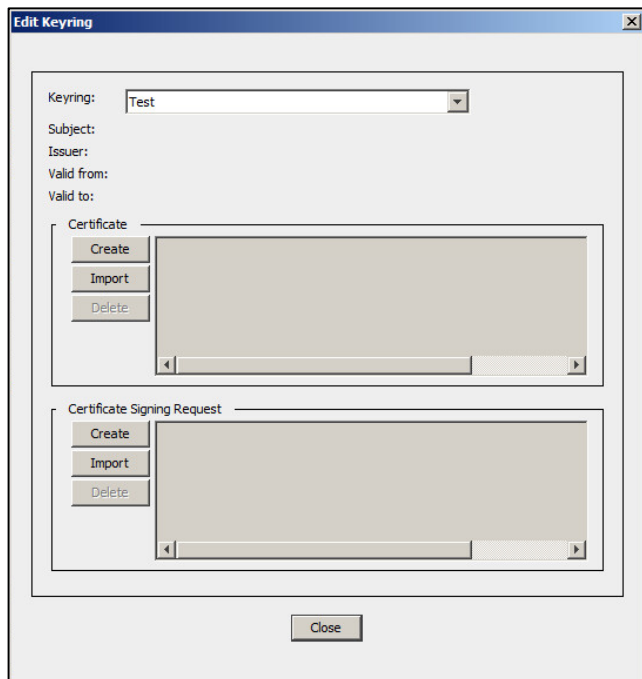 Edit Keyring
Keyring: Test
Subject:
Issuer:
Valid from:
Valid to:
Certificate
Create
Import
Delete
Certificate Signing Request
Create
Import
Delete
Close